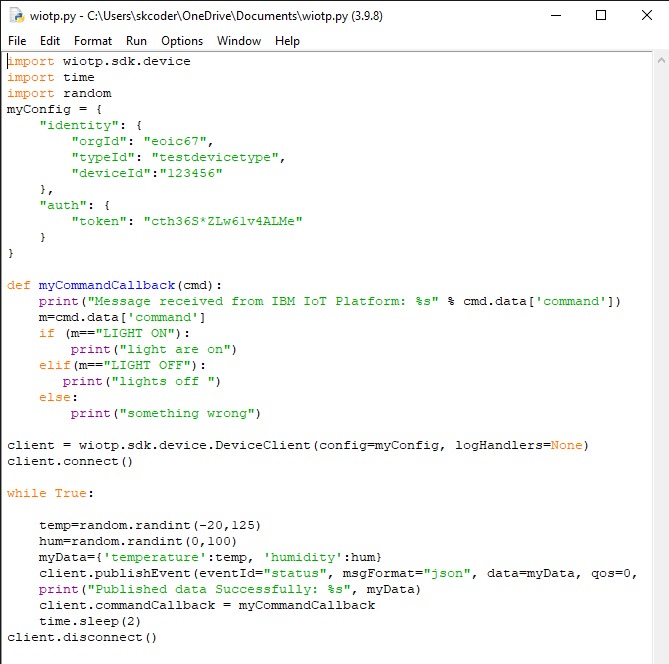 wiotp.py - C:\Users\skcoder\OneDrive\Documents\wiotp.py (3.9.8)
File Edit Format Run Options Window Help
import wiotp.sdk.device
import time
import random
myConfig = {
    "identity": {
        "orgId": "eoic67",
        "typeId": "testdevicetype",
        "deviceId":"123456"
    },
    "auth": {
        "token": "cth36S*ZLw61v4ALMe"
    }
}
def myCommandCallback(cmd):
    print("Message received from IBM IoT Platform: %s" % cmd.data['command'])
    m=cmd.data['command']
    if (m=="LIGHT ON"):
        print("light are on")
    elif(m=="LIGHT OFF"):
       print("lights off ")
    else:
        print("something wrong")
client = wiotp.sdk.device.DeviceClient(config=myConfig, logHandlers=None)
client.connect()
while True:
    temp=random.randint(-20,125)
    hum=random.randint(0,100)
    myData={'temperature':temp, 'humidity':hum}
    client.publishEvent(eventId="status", msgFormat="json", data=myData, qos=0,
    print("Published data Successfully: %s", myData)
    client.commandCallback = myCommandCallback
    time.sleep(2)
client.disconnect()